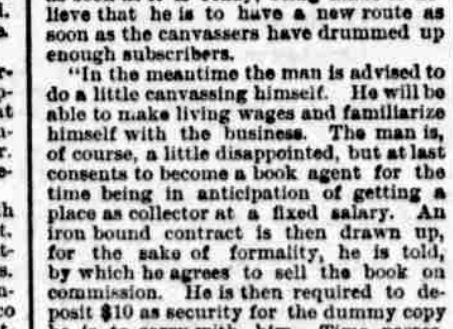 lieve that he is to have a new route as
soon as the canvassers have drummed up
enough subscribers.
"In the meantime the man is advised to
do a little canvassing himself. He will be
able to make living wages and familiarize
himself with the business. The man is,
of course, a little disappointed, but at last
consents to become a book agent for the
time being in anticipation of getting a
place as collector at a fixed salary. An
iron bound contract is then drawn up,
for the sake of formality, he is told,
by which he agrees to sell the book on
commission. He is then required to de-
posit $10 as security for the dummy copy